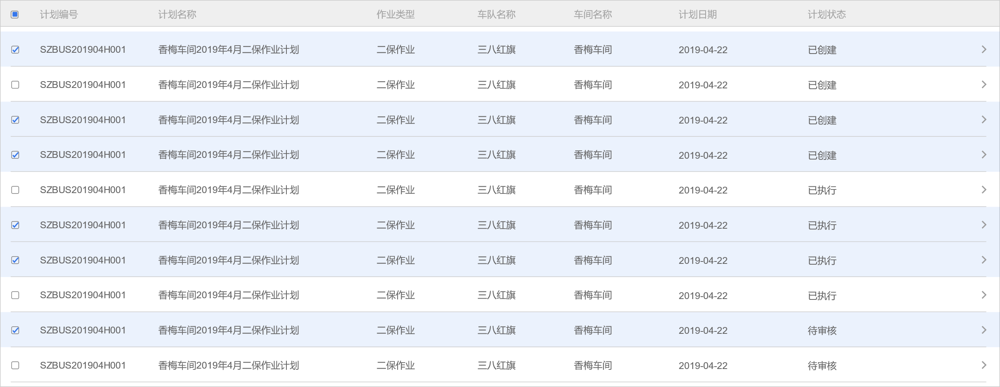 计划编号 计划名称 作业类型 车队名称 车间名称 计划日期 计划状态
SZBUS201904H001 香梅车间2019年4月二保作业计划 二保作业 三八红旗 香梅车间 2019-04-22 已创建
SZBUS201904H001 香梅车间2019年4月二保作业计划 二保作业 三八红旗 香梅车间 2019-04-22 已创建
SZBUS201904H001 香梅车间2019年4月二保作业计划 二保作业 三八红旗 香梅车间 2019-04-22 已创建
SZBUS201904H001 香梅车间2019年4月二保作业计划 二保作业 三八红旗 香梅车间 2019-04-22 已创建
SZBUS201904H001 香梅车间2019年4月二保作业计划 二保作业 三八红旗 香梅车间 2019-04-22 已执行
SZBUS201904H001 香梅车间2019年4月二保作业计划 二保作业 三八红旗 香梅车间 2019-04-22 已执行
SZBUS201904H001 香梅车间2019年4月二保作业计划 二保作业 三八红旗 香梅车间 2019-04-22 已执行
SZBUS201904H001 香梅车间2019年4月二保作业计划 二保作业 三八红旗 香梅车间 2019-04-22 已执行
SZBUS201904H001 香梅车间2019年4月二保作业计划 二保作业 三八红旗 香梅车间 2019-04-22 待审核
SZBUS201904H001 香梅车间2019年4月二保作业计划 二保作业 三八红旗 香梅车间 2019-04-22 待审核